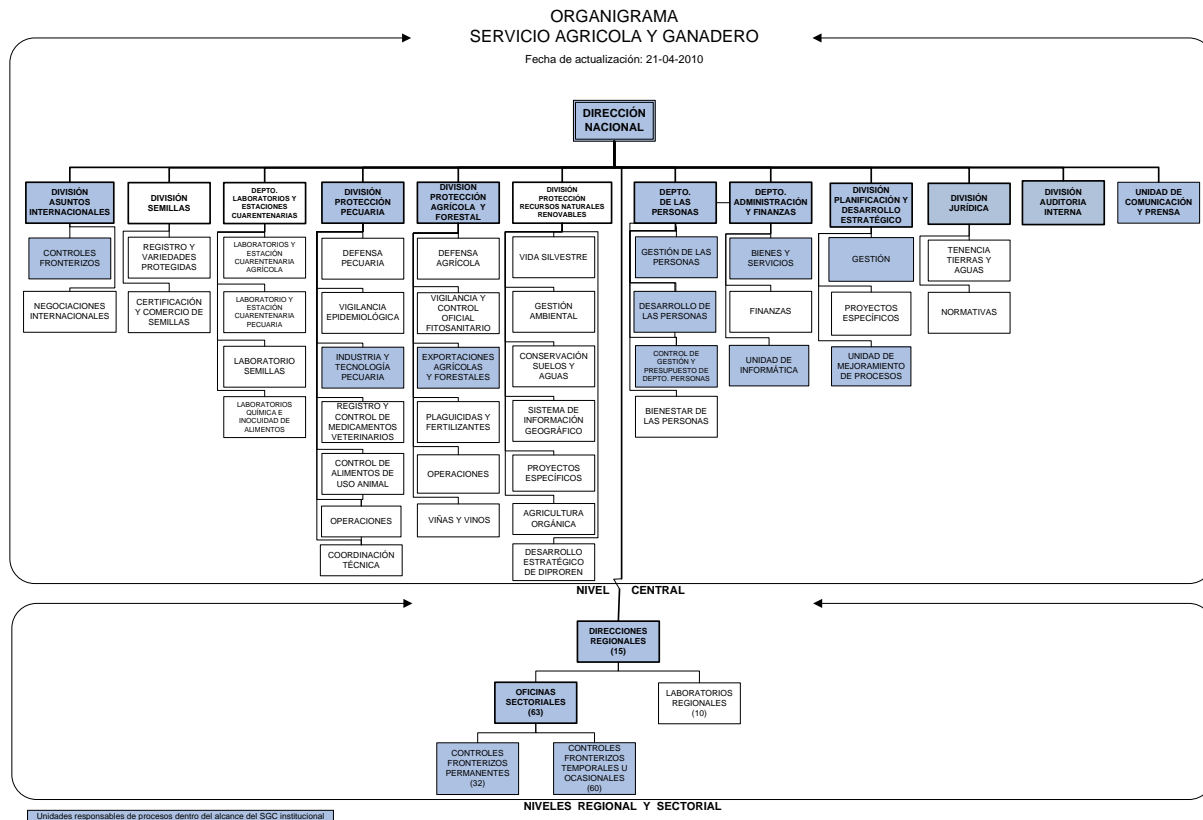 ORGANIGRAMA
SERVICIO AGRICOLA Y GANADERO
Fecha de actualización: 21-04-2010
DIRECCIÓN
NACIONAL
DIVISIÓN
ASUNTOS
INTERNACIONALES
CONTROLES
FRONTERIZOS
NEGOCIACIONES
INTERNACIONALES
DIVISIÓN
SEMILLAS
REGISTRO Y
VARIEDADES
PROTEGIDAS
CERTIFICACIÓN
Y COMERCIO DE
SEMILLAS
DEPTO.
LABORATORIOS Y
ESTACIONES
CUARENTENARIAS
LABORATORIOS Y
ESTACIÓN
CUARENTENARIA
AGRÍCOLA
LABORATORIO Y
ESTACIÓN
CUARENTENARIA
PECUARIA
LABORATORIO
SEMILLAS
LABORATORIOS
QUÍMICA E
INOCUIDAD DE
ALIMENTOS
DIVISIÓN
PROTECCIÓN
PECUARIA
DEFENSA
PECUARIA
VIGILANCIA
EPIDEMIOLÓGICA
INDUSTRIA Y
TECNOLOGÍA
PECUARIA
REGISTRO Y
CONTROL DE
MEDICAMENTOS
VETERINARIOS
CONTROL DE
ALIMENTOS DE
USO ANIMAL
OPERACIONES
COORDINACIÓN
TÉCNICA
DIVISIÓN
PROTECCIÓN
AGRÍCOLA Y
FORESTAL
DEFENSA
AGRÍCOLA
VIGILANCIA Y
CONTROL
OFICIAL
FITOSANITARIO
EXPORTACIONES
AGRÍCOLAS
Y FORESTALES
PLAGUICIDAS Y
FERTILIZANTES
OPERACIONES
VIÑAS Y VINOS
DIVISIÓN
PROTECCIÓN
RECURSOS NATURALES
RENOVABLES
VIDA SILVESTRE
GESTIÓN
AMBIENTAL
CONSERVACIÓN
SUELOS Y
AGUAS
SISTEMA DE
INFORMACIÓN
GEOGRÁFICO
PROYECTOS
ESPECÍFICOS
AGRICULTURA
ORGÁNICA
DESARROLLO
ESTRATÉGICO
DE DIPROREN
DEPTO.
DE LAS
PERSONAS
GESTIÓN DE LAS
PERSONAS
DESARROLLO DE
LAS PERSONAS
CONTROL DE
GESTIÓN Y
PRESUPUESTO DE
DEPTO. PERSONAS
BIENESTAR DE
LAS PERSONAS
DEPTO.
ADMINISTRACIÓN
Y FINANZAS
BIENES Y
SERVICIOS
FINANZAS
UNIDAD DE
INFORMÁTICA
DIVISIÓN
PLANIFICACIÓN Y
DESARROLLO
ESTRATÉGICO
GESTIÓN
PROYECTOS
ESPECÍFICOS
UNIDAD DE
MEJORAMIENTO
DE PROCESOS
DIVISIÓN
JURÍDICA
TENENCIA
TIERRAS Y
AGUAS
NORMATIVAS
DIVISIÓN
AUDITORIA
INTERNA
UNIDAD DE
COMUNICACIÓN
Y PRENSA
NIVEL CENTRAL
DIRECCIONES
REGIONALES
(15)
OFICINAS
SECTORIALES
(63)
LABORATORIOS
REGIONALES
(10)
CONTROLES
FRONTERIZOS
PERMANENTES
(32)
CONTROLES
FRONTERIZOS
TEMPORALES U
OCASIONALES
(60)
NIVELES REGIONAL Y SECTORIAL
Unidades responsables de procesos dentro del alcance del SGC institucional